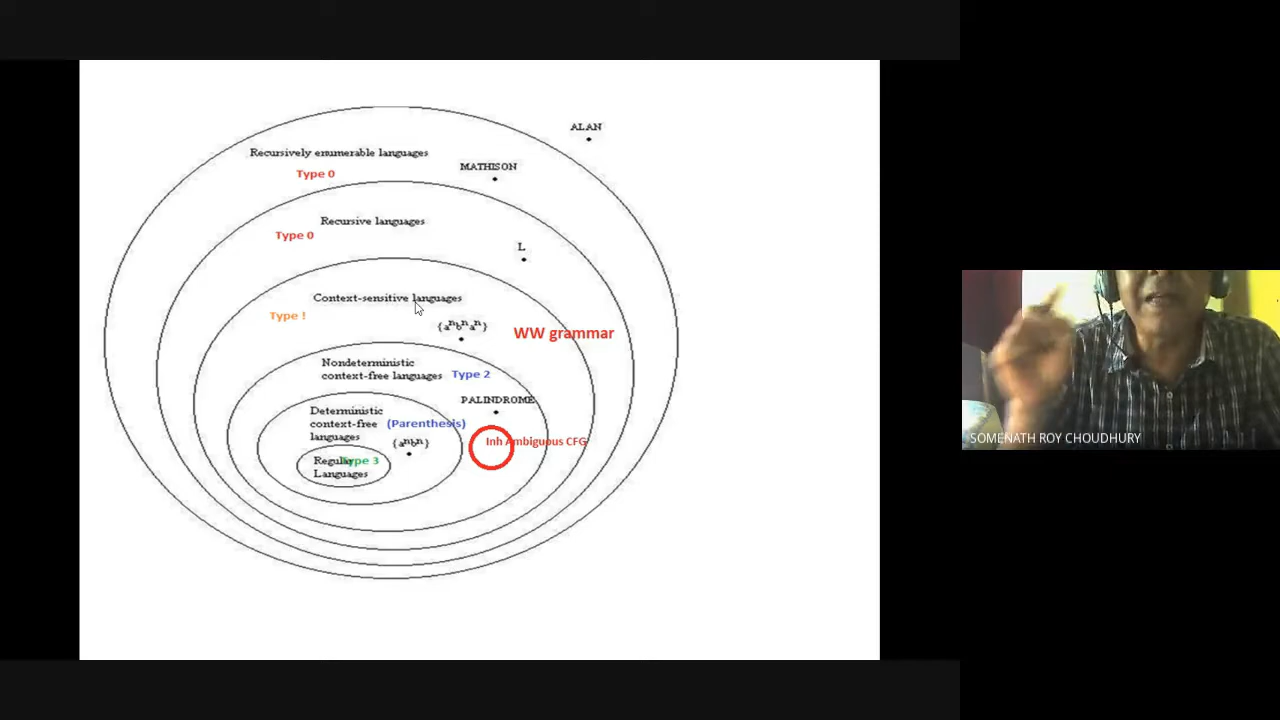 ALAN
Recursively enumerable languages
MATHISON
Type 0
Recursive languages
Type 0
L
Context-sensitive languages
Type !
{aⁿbⁿaⁿ}
WW grammar
Nondeterministic
context-free languages
Type 2
PALINDROME
Deterministic
context-free
languages
(Parenthesis)
{aⁿbⁿ}
Inh Ambiguous CFG
Regular
Type 3
Languages
SOMENATH ROY CHOUDHURY